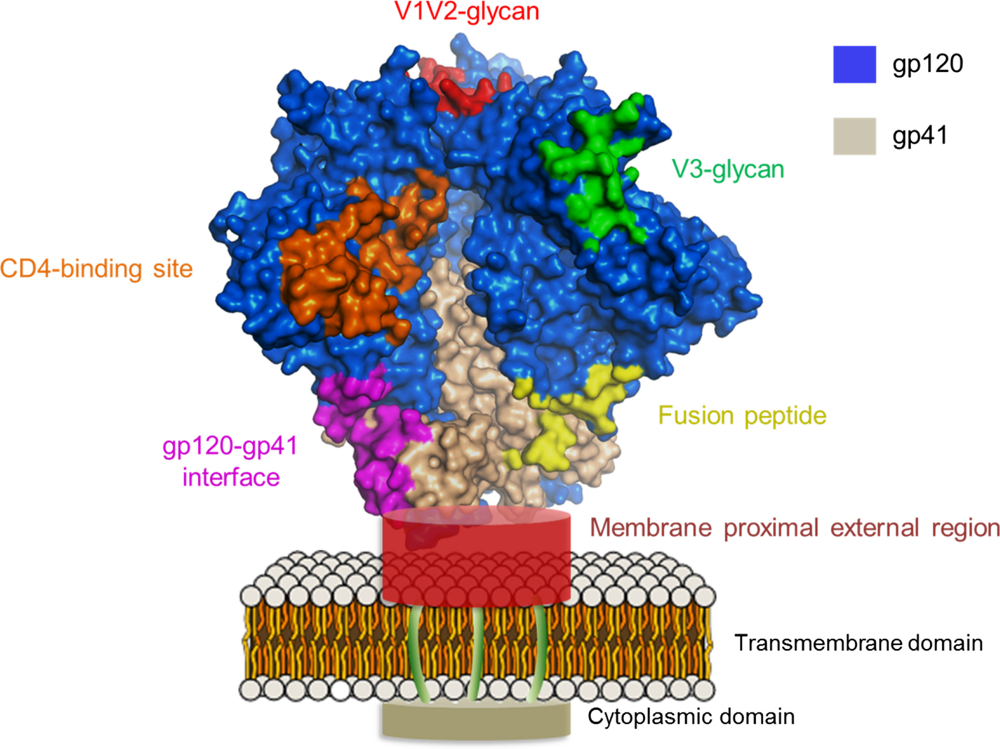 V1V2-glycan
gp120
gp41
V3-glycan
CD4-binding site
Fusion peptide
gp120-gp41
interface
Membrane proximal external region
Transmembrane domain
Cytoplasmic domain